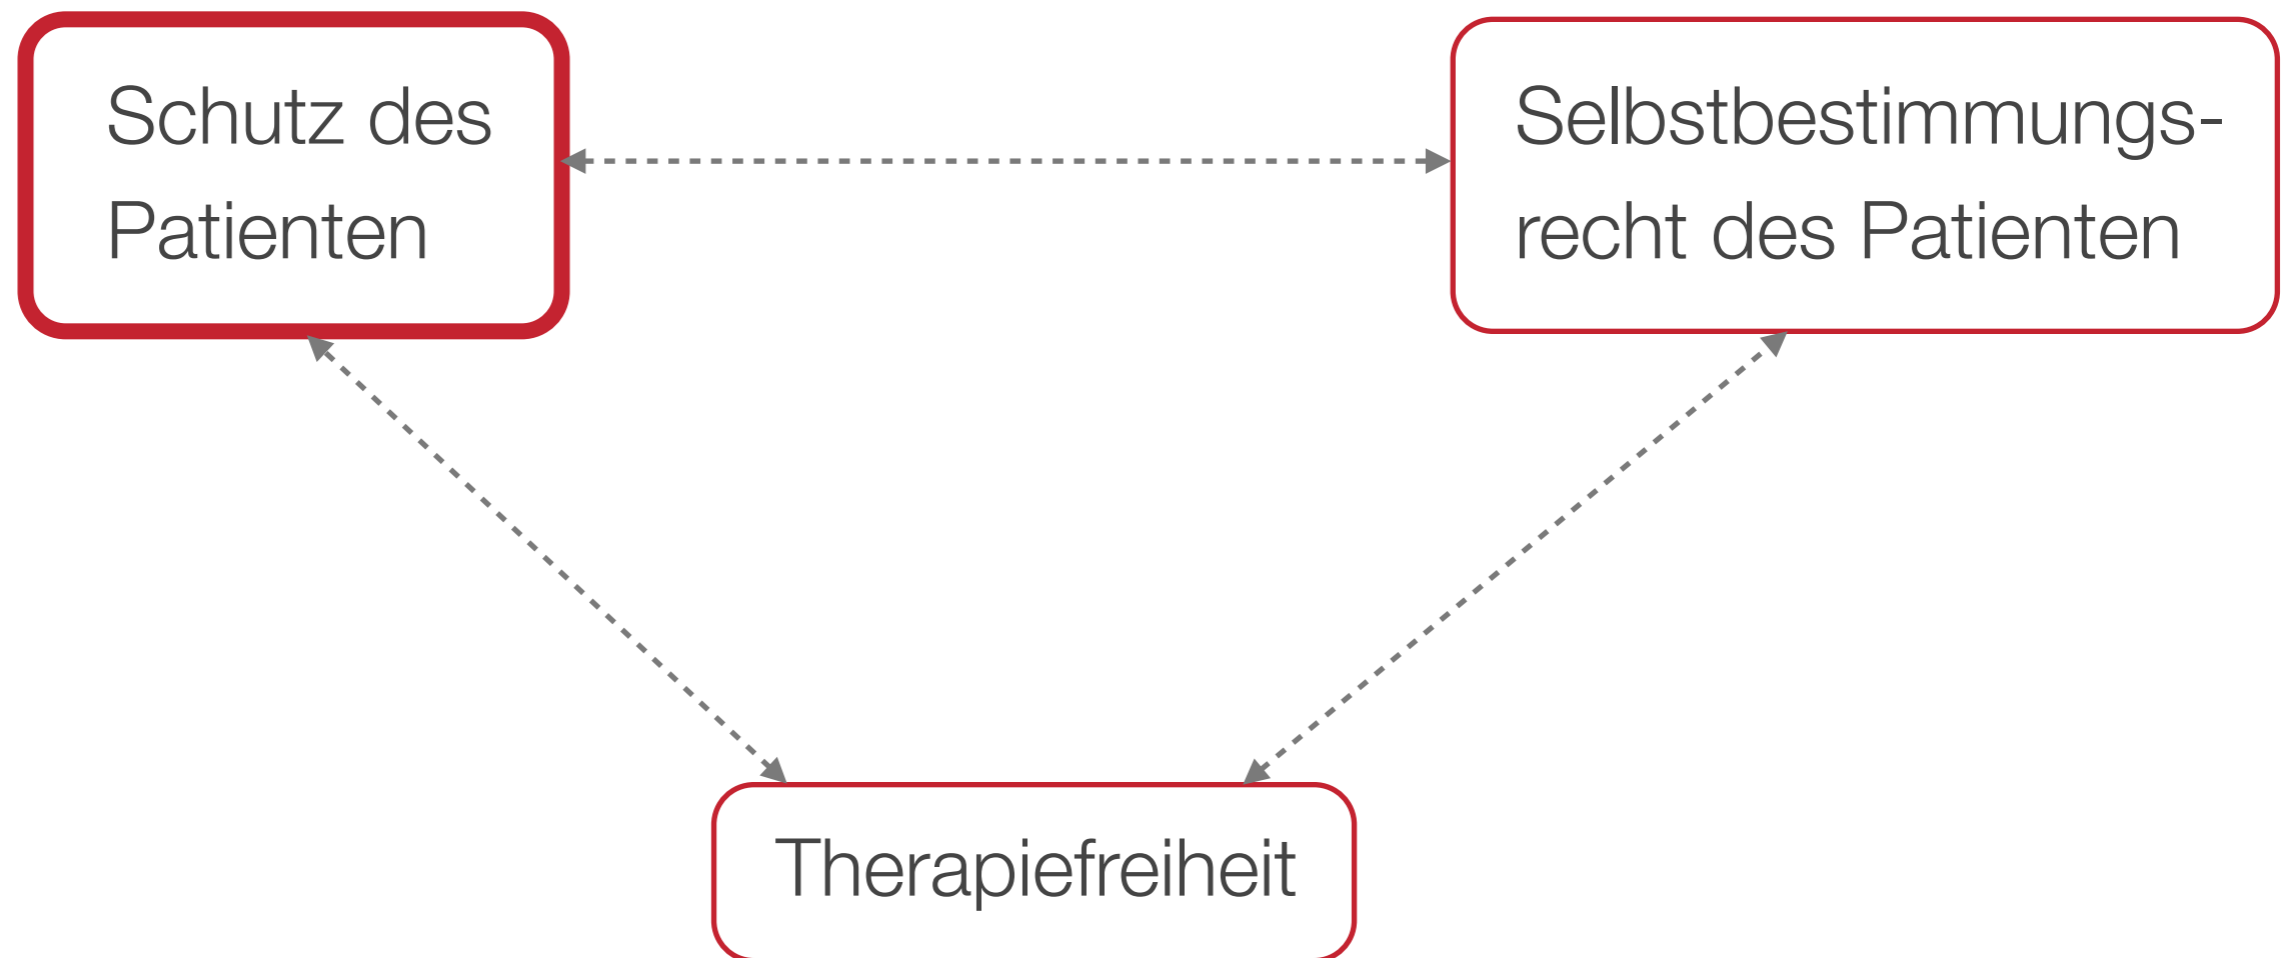 Schutz des
Patienten
Selbstbestimmungs-
recht des Patienten
Therapiefreiheit